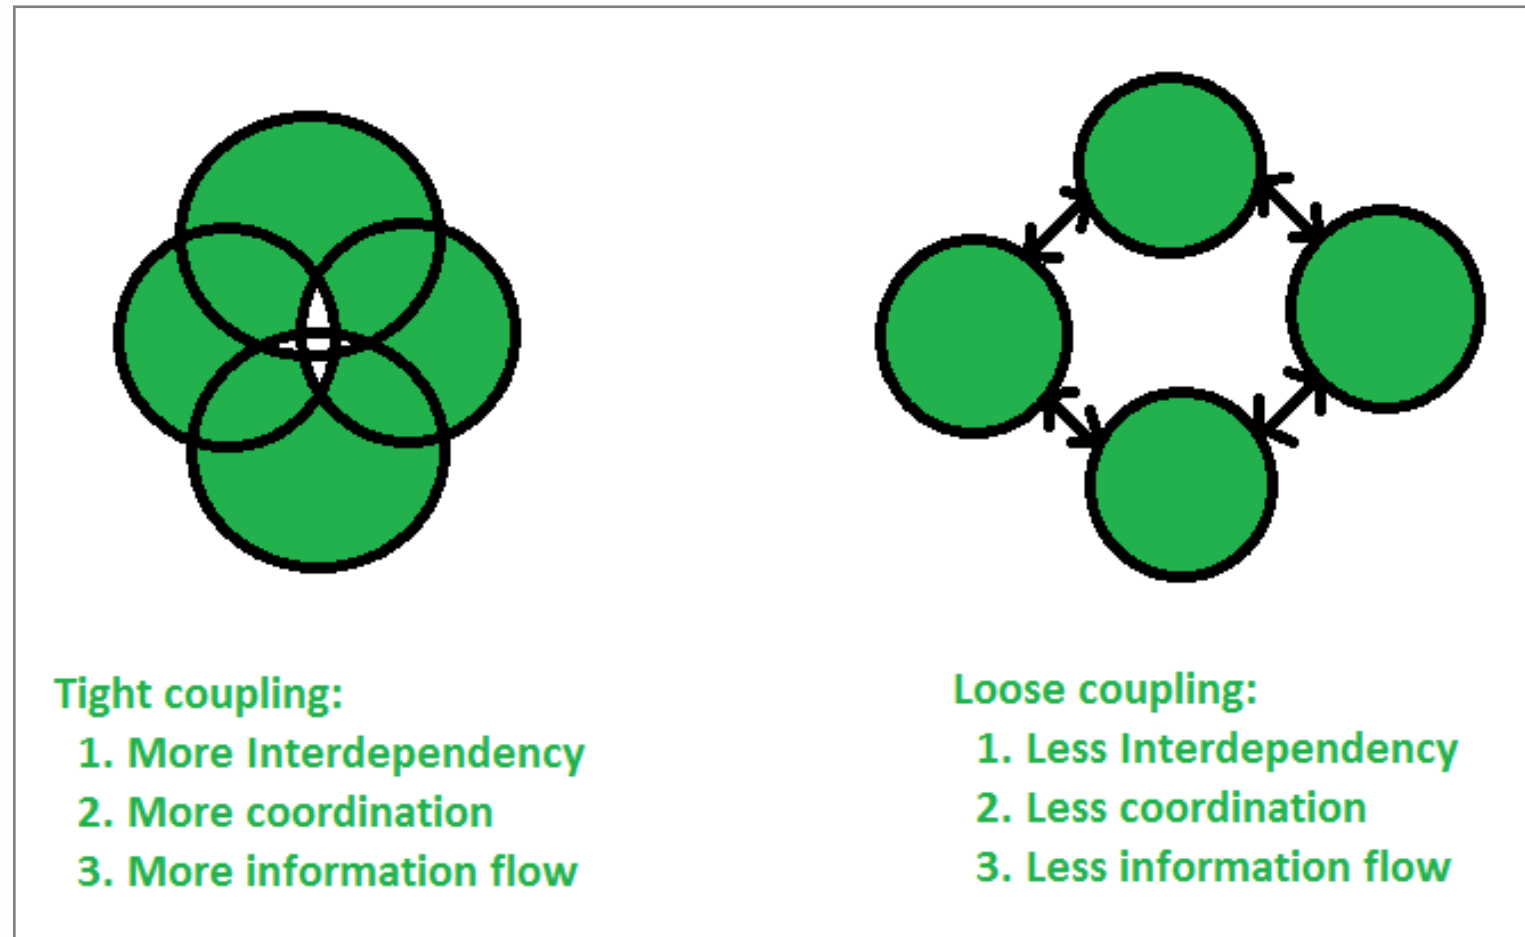 Tight coupling:
1. More Interdependency
2. More coordination
3. More information flow
Loose coupling:
1. Less Interdependency
2. Less coordination
3. Less information flow